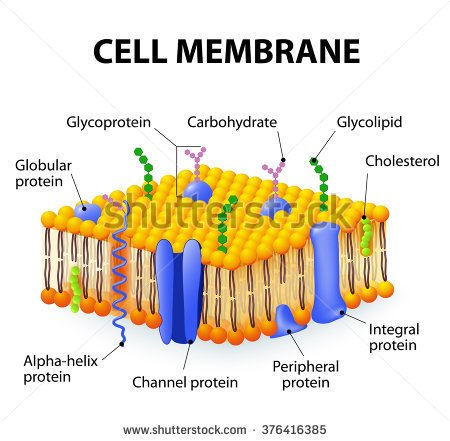 CELL MEMBRANE
Glycoprotein
Carbohydrate
Glycolipid
Globular
protein
Cholesterol
shutterstock
Alpha-helix
protein
Channel protein
Peripheral
protein
Integral
protein
www.shutterstock.com · 376416385